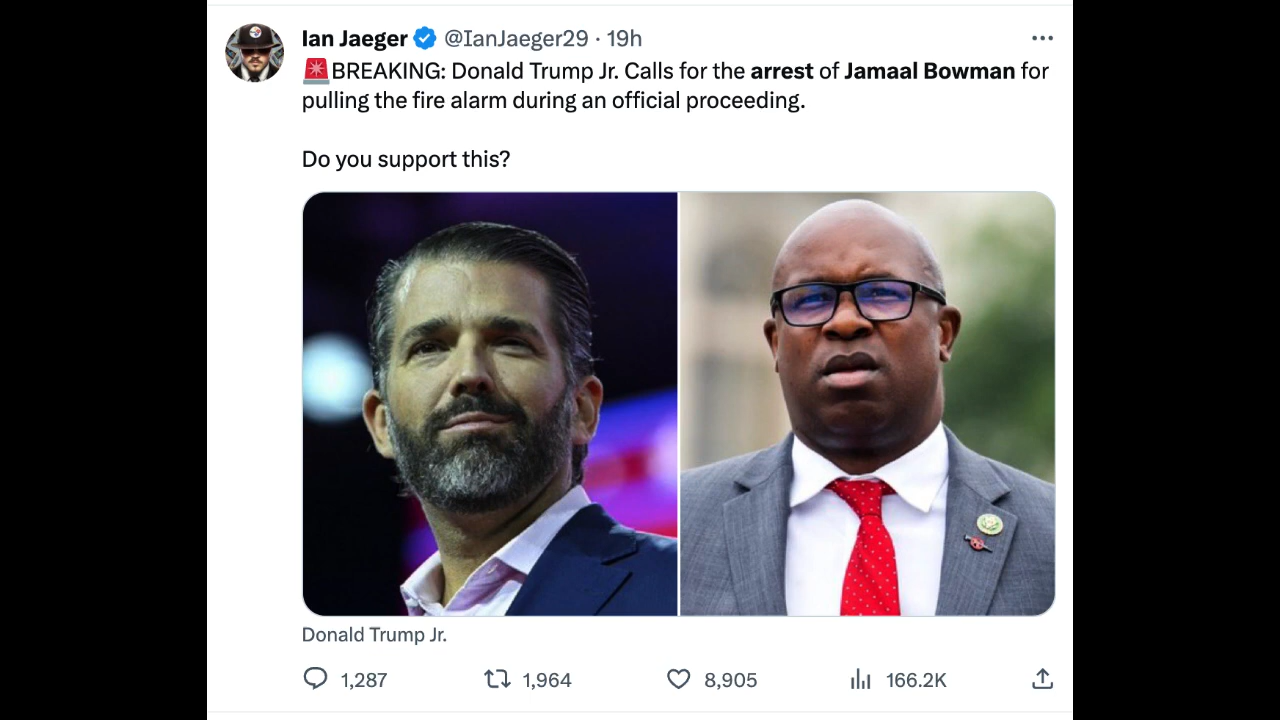 Ian Jaeger @IanJaeger29 · 19h
🚨BREAKING: Donald Trump Jr. Calls for the arrest of Jamaal Bowman for
pulling the fire alarm during an official proceeding.
Do you support this?
Donald Trump Jr.
1,287 1,964 8,905 166.2K